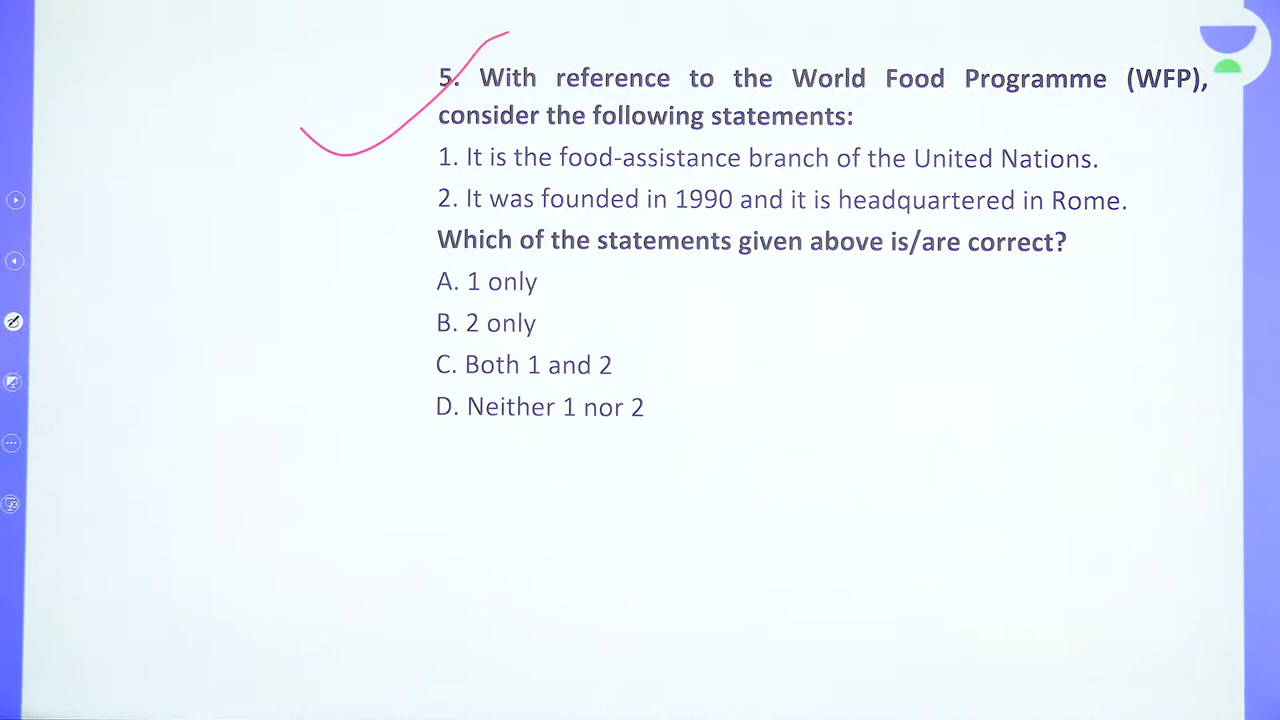 5. With reference to the World Food Programme (WFP),
consider the following statements:
1. It is the food-assistance branch of the United Nations.
2. It was founded in 1990 and it is headquartered in Rome.
Which of the statements given above is/are correct?
A. 1 only
B. 2 only
C. Both 1 and 2
D. Neither 1 nor 2